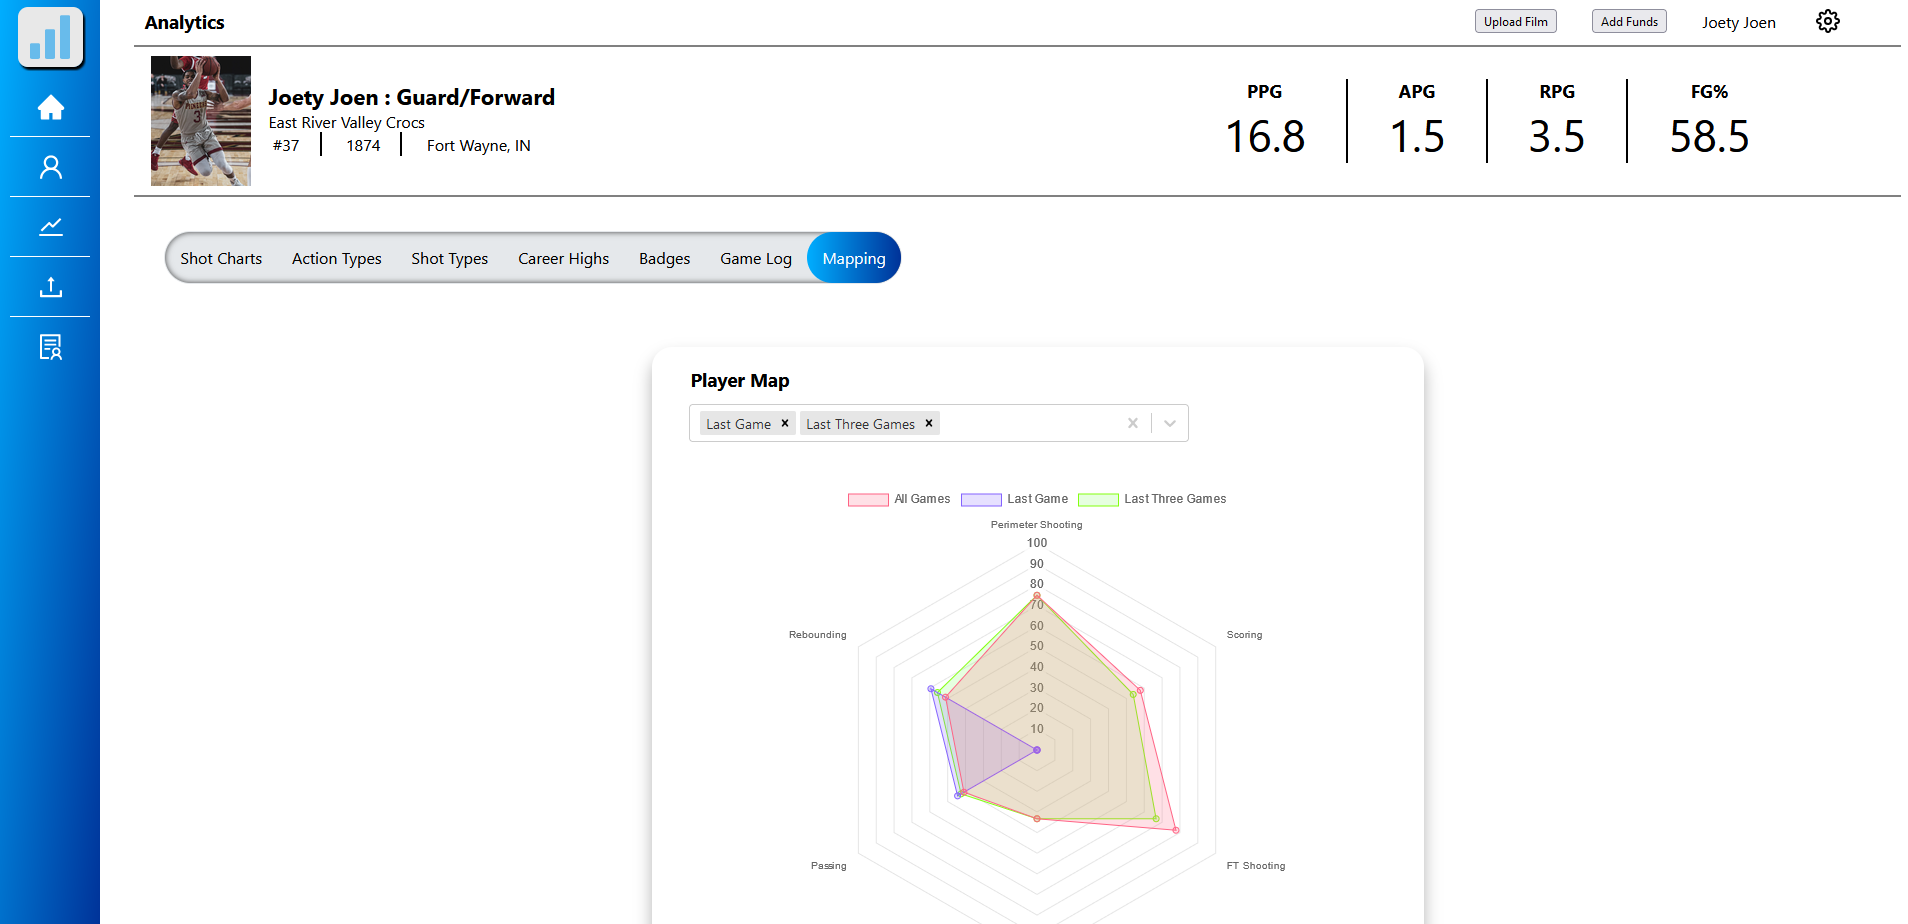 Analytics
Upload Film
Add Funds
Joety Joen
Joety Joen : Guard/Forward
East River Valley Crocs
#37
1874
Fort Wayne, IN
PPG
16.8
APG
1.5
RPG
3.5
FG%
58.5
Shot Charts
Action Types
Shot Types
Career Highs
Badges
Game Log
Mapping
Player Map
Last Game
Last Three Games
All Games
Last Game
Last Three Games
Perimeter Shooting
100
90
80
70
60
50
40
30
20
10
Rebounding
Scoring
Passing
FT Shooting